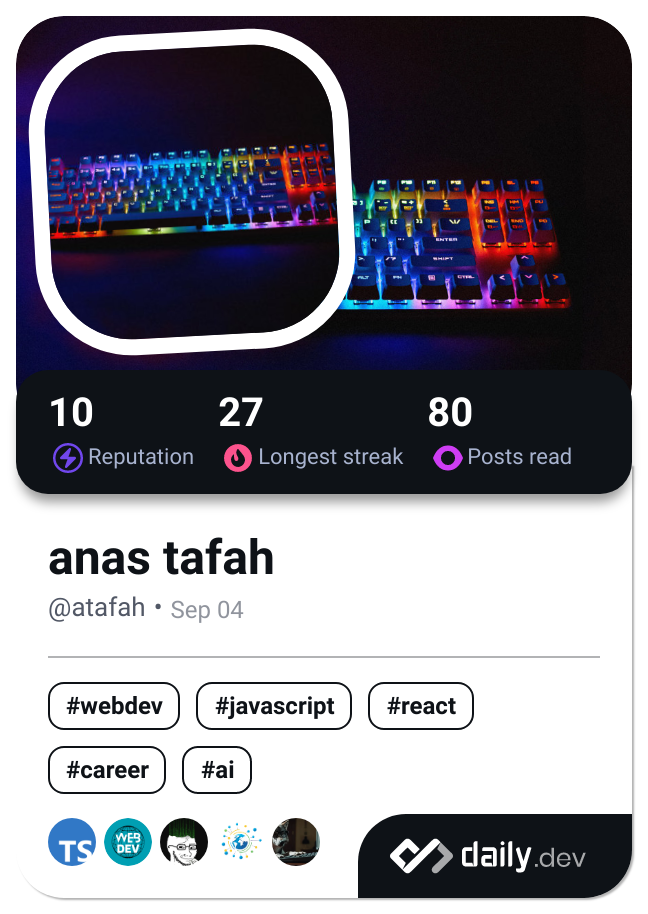 10 27 80
Reputation Longest streak Posts read
anas tafah
@atafah • Sep 04
#webdev #javascript #react
#career #ai
TS WEB DEV
daily.dev